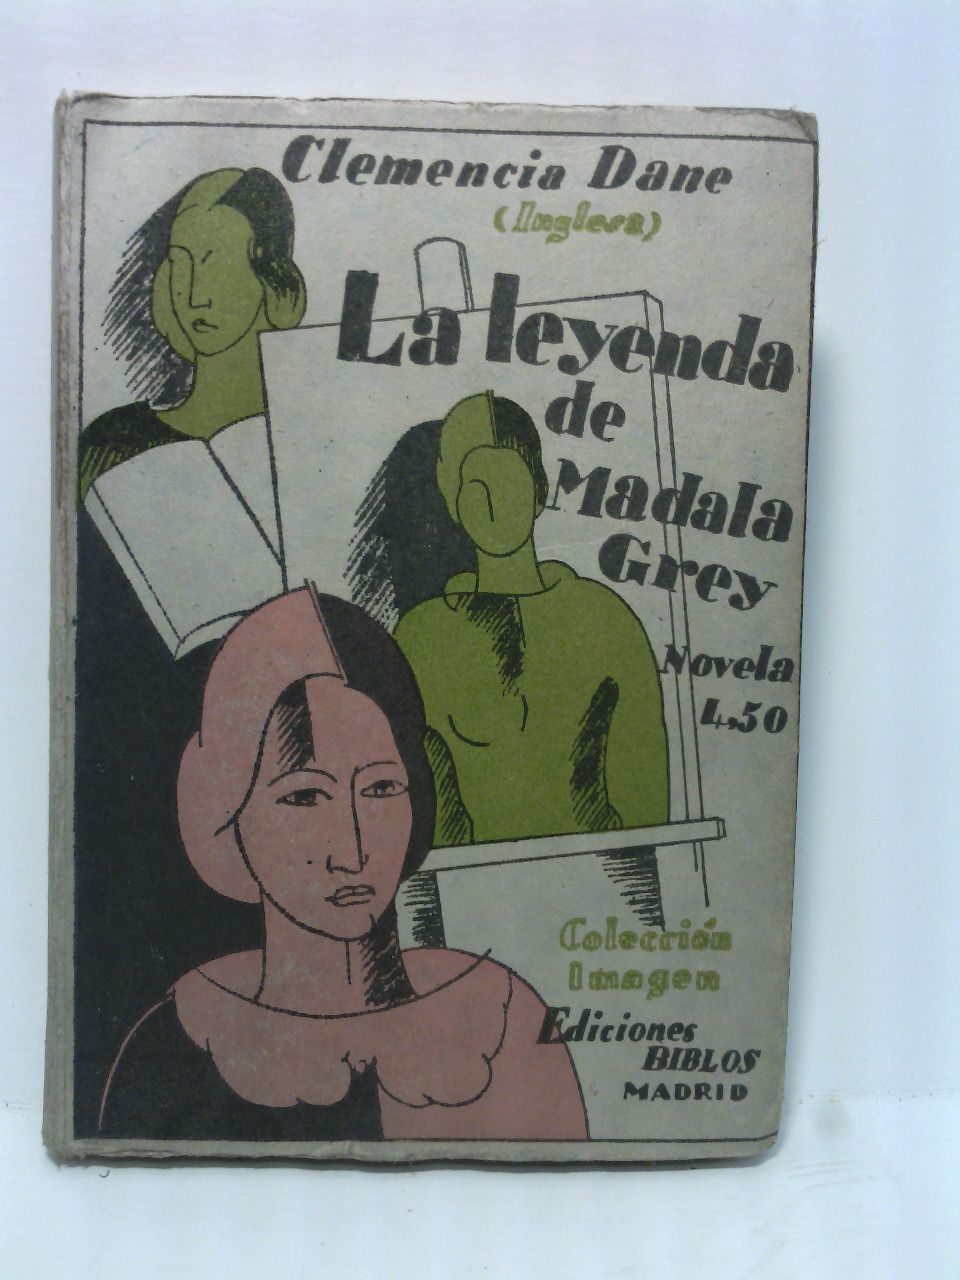 Clemencia Dane
(Inglesa)
La leyenda
de
Madala
Grey
Novela
4,50
Colección
Imagen
Ediciones
BIBLOS
MADRID